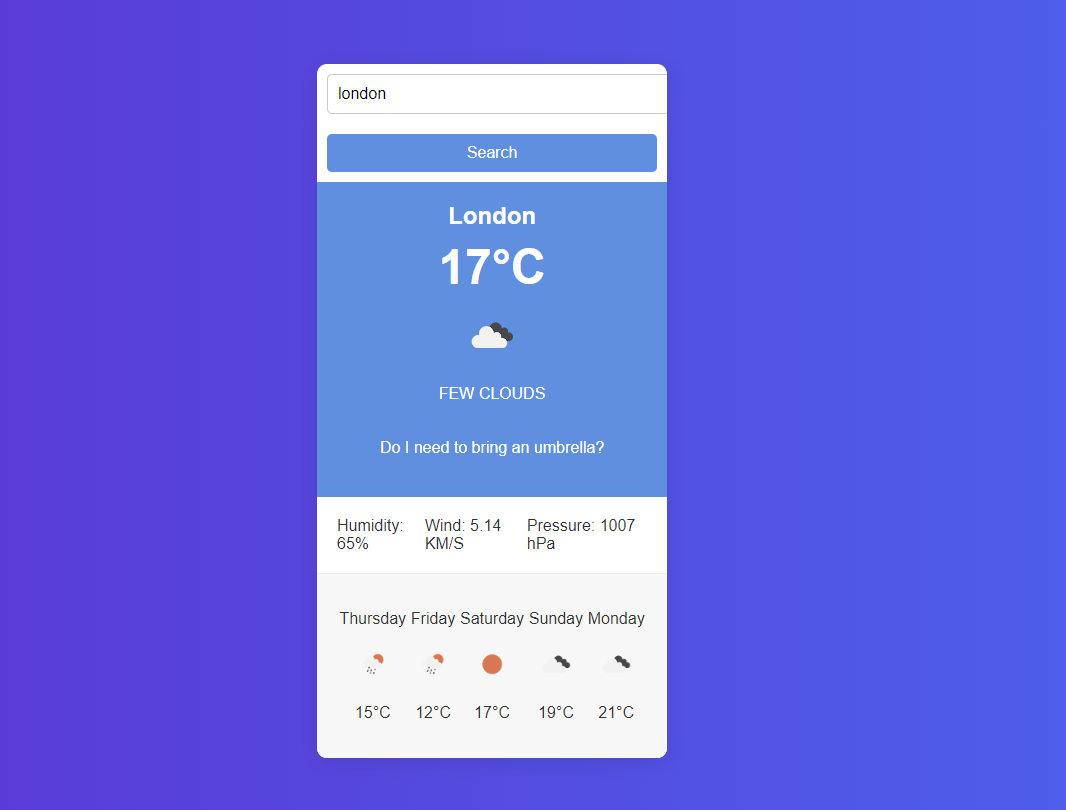 london
Search
London
17°C
FEW CLOUDS
Do I need to bring an umbrella?
Humidity: 65%
Wind: 5.14 KM/S
Pressure: 1007 hPa
Thursday Friday Saturday Sunday Monday
15°C 12°C 17°C 19°C 21°C